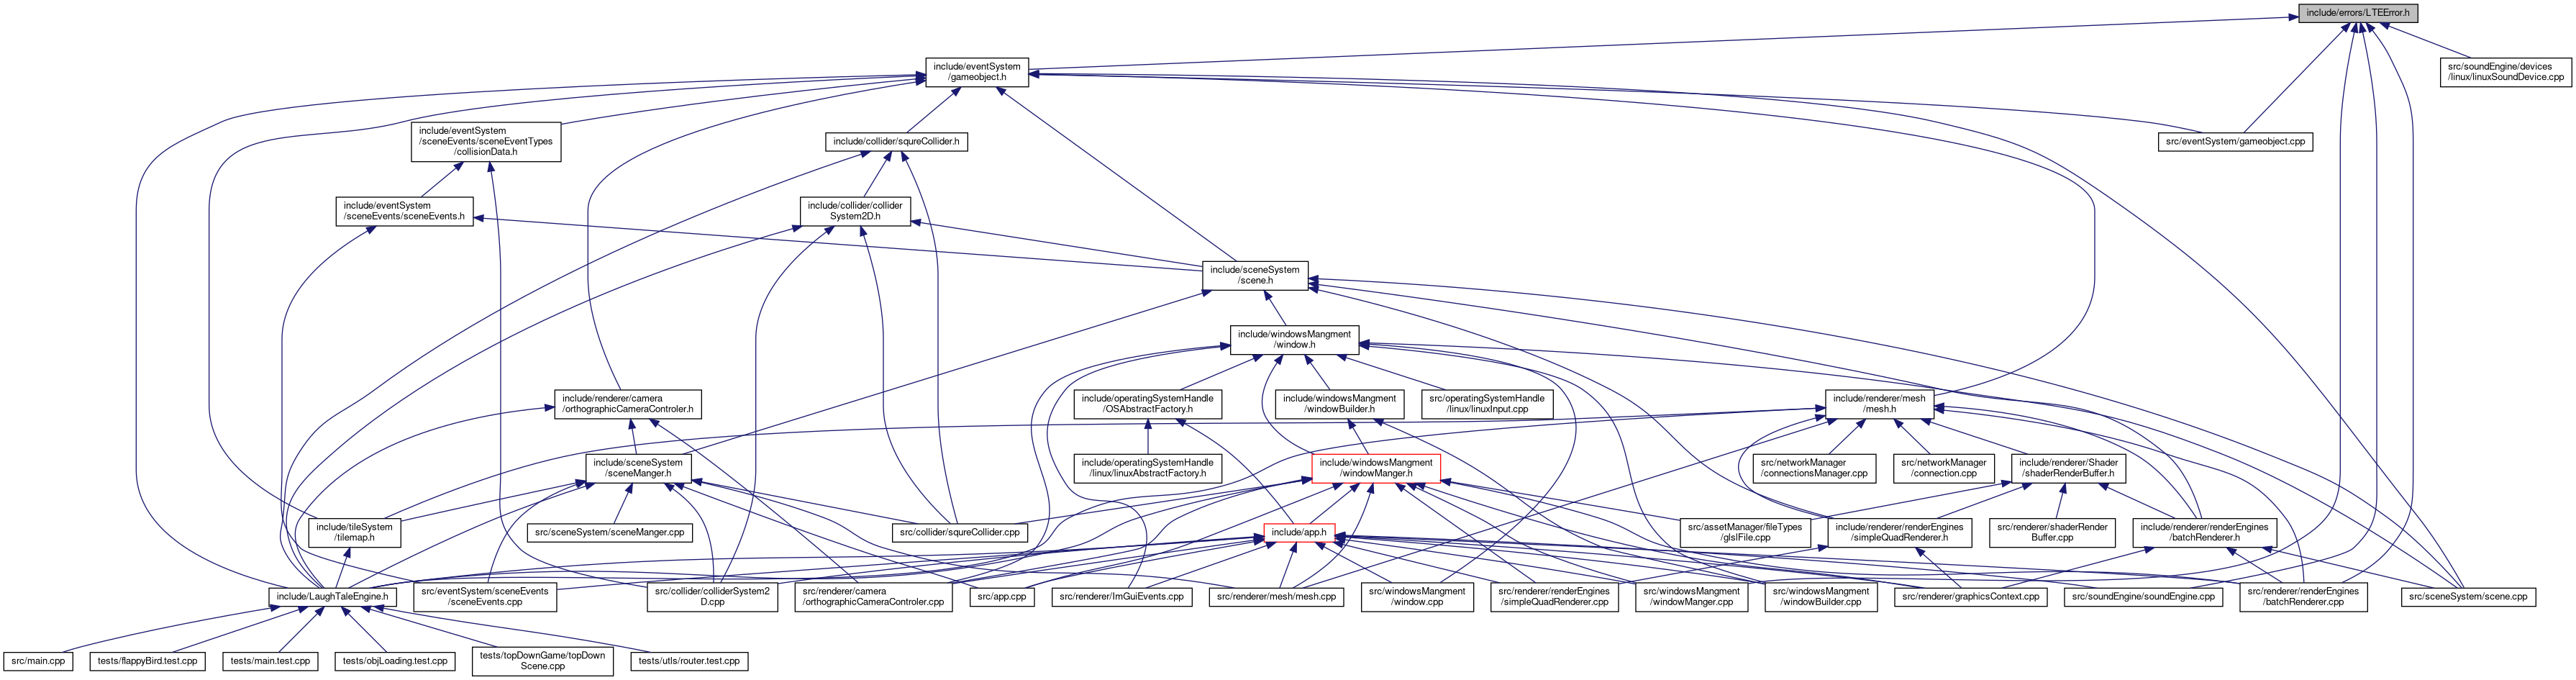 include/errors/LTEError.h
include/eventSystem
/gameobject.h
src/soundEngine/devices
/linux/linuxSoundDevice.cpp
include/eventSystem
/sceneEvents/sceneEventTypes
/collisionData.h
include/collider/squreCollider.h
src/eventSystem/gameobject.cpp
include/eventSystem
/sceneEvents/sceneEvents.h
include/collider/collider
System2D.h
include/sceneSystem
/scene.h
include/windowsMangment
/window.h
include/renderer/camera
/orthographicCameraControler.h
include/operatingSystemHandle
/OSAbstractFactory.h
include/windowsMangment
/windowBuilder.h
src/operatingSystemHandle
/linux/linuxInput.cpp
include/renderer/mesh
/mesh.h
include/sceneSystem
/sceneManger.h
include/operatingSystemHandle
/linux/linuxAbstractFactory.h
include/windowsMangment
/windowManger.h
src/networkManager
/connectionsManager.cpp
src/networkManager
/connection.cpp
include/renderer/Shader
/shaderRenderBuffer.h
include/tileSystem
/tilemap.h
src/sceneSystem/sceneManger.cpp
src/collider/squreCollider.cpp
include/app.h
src/assetManager/fileTypes
/glslFile.cpp
include/renderer/renderEngines
/simpleQuadRenderer.h
src/renderer/shaderRender
Buffer.cpp
include/renderer/renderEngines
/batchRenderer.h
include/LaughTaleEngine.h
src/eventSystem/sceneEvents
/sceneEvents.cpp
src/collider/colliderSystem2
D.cpp
src/renderer/camera
/orthographicCameraControler.cpp
src/app.cpp
src/renderer/ImGuiEvents.cpp
src/renderer/mesh/mesh.cpp
src/windowsMangment
/window.cpp
src/renderer/renderEngines
/simpleQuadRenderer.cpp
src/windowsMangment
/windowManger.cpp
src/windowsMangment
/windowBuilder.cpp
src/renderer/graphicsContext.cpp
src/soundEngine/soundEngine.cpp
src/renderer/renderEngines
/batchRenderer.cpp
src/sceneSystem/scene.cpp
src/main.cpp
tests/flappyBird.test.cpp
tests/main.test.cpp
tests/objLoading.test.cpp
tests/topDownGame/topDown
Scene.cpp
tests/utls/router.test.cpp